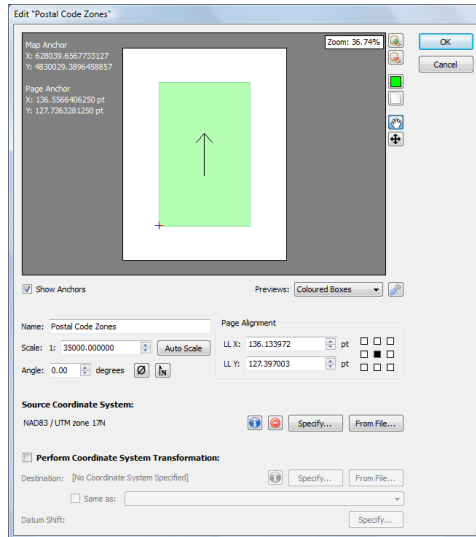 Edit "Postal Code Zones"
Map Anchor
X: 628039.6567733127
Y: 4830029.3896458857
Page Anchor
X: 136.5566406250 pt
Y: 127.7363281250 pt
Zoom: 36.74%
OK
Cancel
Show Anchors
Previews: Coloured Boxes
Name: Postal Code Zones
Scale: 1: 35000.000000 Auto Scale
Angle: 0.00 degrees Ø N
Page Alignment
LL X: 136.133972 pt
LL Y: 127.397003 pt
Source Coordinate System:
NAD83 / UTM zone 17N
Specify... From File...
Perform Coordinate System Transformation:
Destination: [No Coordinate System Specified] Specify... From File...
Same as:
Datum Shift: Specify...